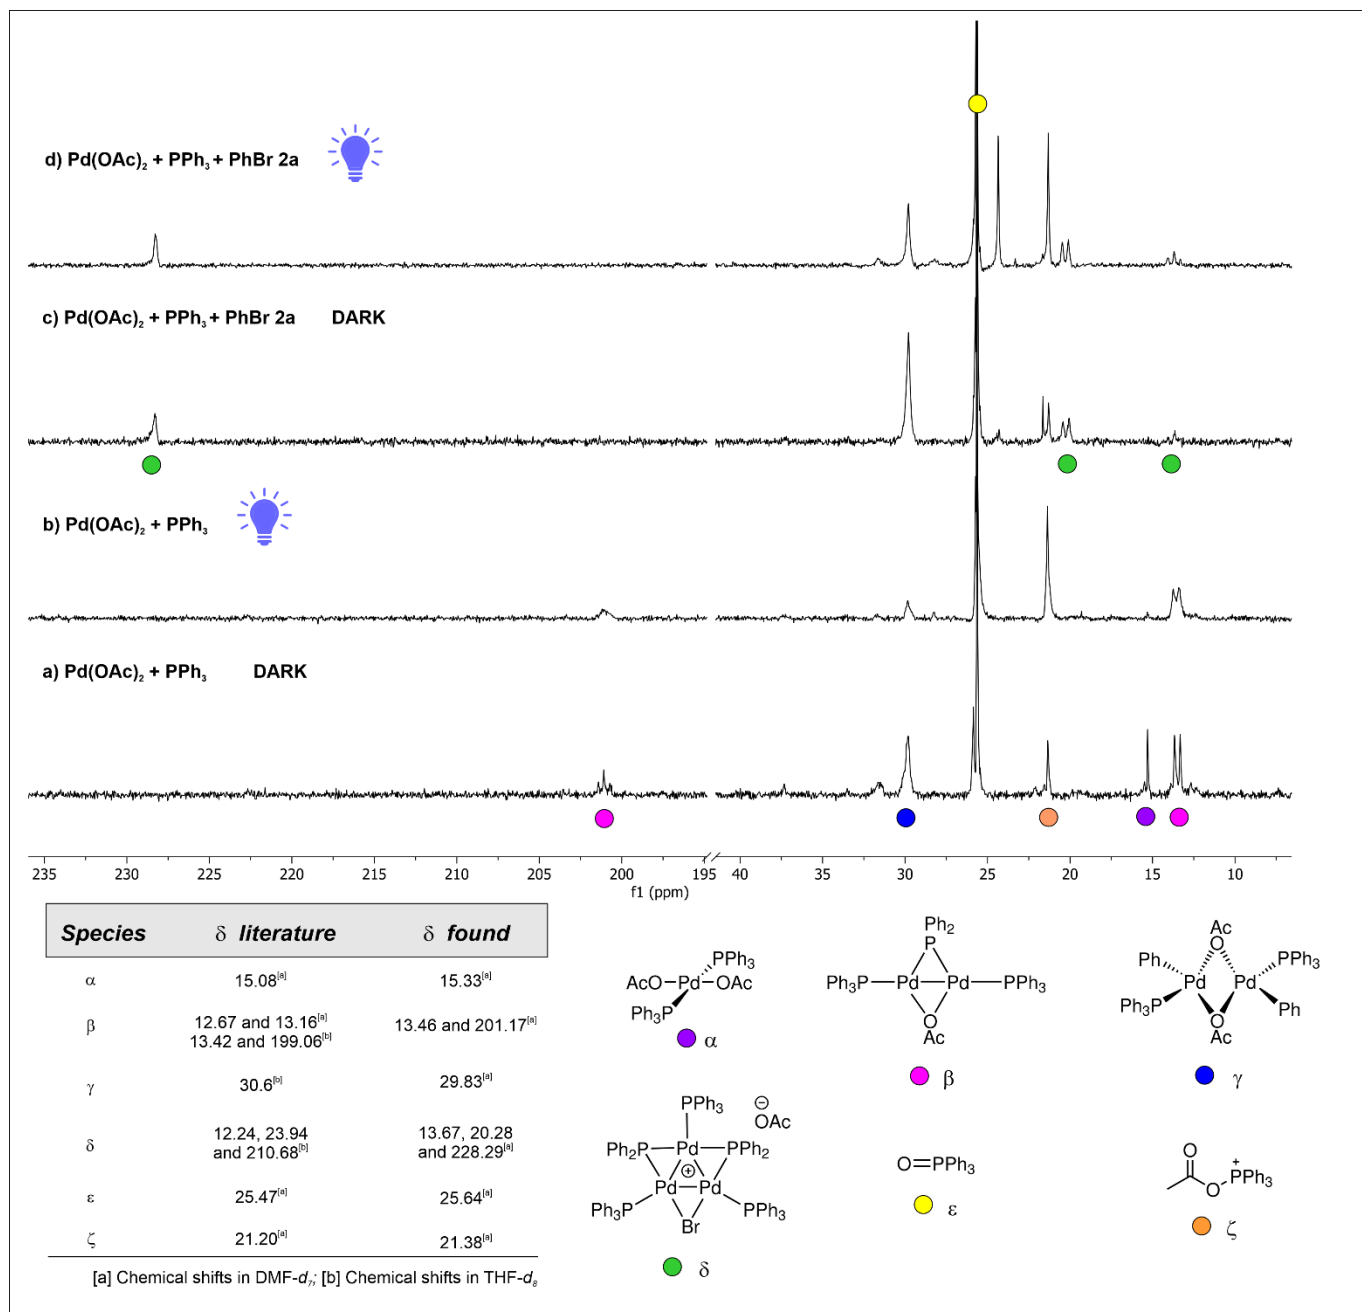 d) Pd(OAc)₂ + PPh₃ + PhBr 2a
c) Pd(OAc)₂ + PPh₃ + PhBr 2a DARK
b) Pd(OAc)₂ + PPh₃
a) Pd(OAc)₂ + PPh₃ DARK
235 230 225 220 215 210 205 200 195 40 35 30 25 20 15 10
f1 (ppm)
Species δ literature δ found
α 15.08[a] 15.33[a]
β 12.67 and 13.16[a] 13.46 and 201.17[a]
13.42 and 199.06[b]
γ 30.6[b] 29.83[a]
δ 12.24, 23.94 13.67, 20.28
and 210.68[b] and 228.29[a]
ε 25.47[a] 25.64[a]
ζ 21.20[a] 21.38[a]
[a] Chemical shifts in DMF-d₇; [b] Chemical shifts in THF-d₈
PPh₃
AcO Pd OAc
Ph₃P
α
Ph₂
P
Ph₃P Pd Pd PPh₃
O
Ac
β
Ac
O
Ph PPh₃
Pd Pd
Ph₃P Ph
O
Ac
γ
PPh₃ ⊖
OAc
Ph₂P Pd PPh₂
⊕
Pd Pd
Ph₃P PPh₃
Br
δ
O=PPh₃
ε
O
O +
PPh₃
ζ